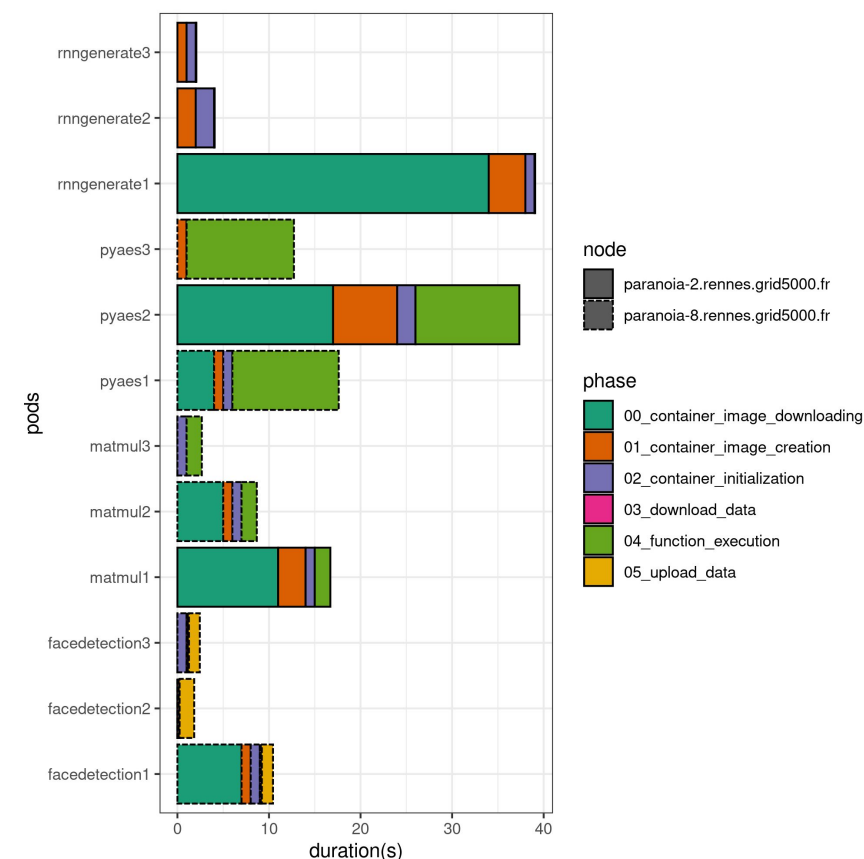 rnngenerate3
rnngenerate2
rnngenerate1
pyaes3
pyaes2
pyaes1
matmul3
matmul2
matmul1
facedetection3
facedetection2
facedetection1
pods
0 10 20 30 40
duration(s)
node
paranoia-2.rennes.grid5000.fr
paranoia-8.rennes.grid5000.fr
phase
00_container_image_downloading
01_container_image_creation
02_container_initialization
03_download_data
04_function_execution
05_upload_data